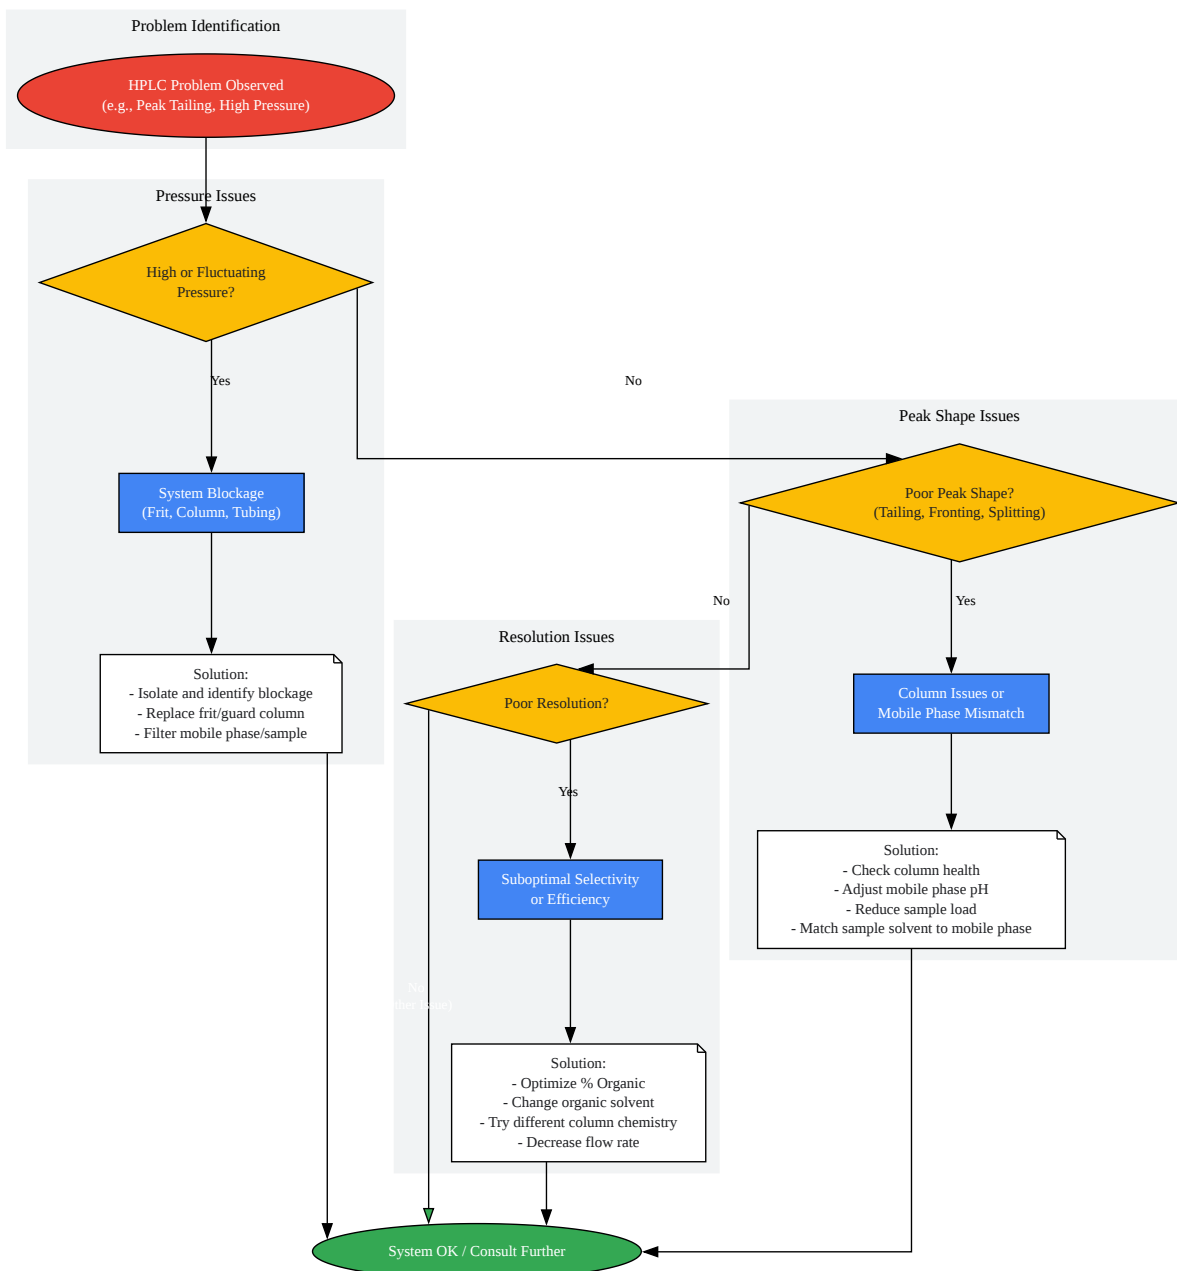 Problem Identification
HPLC Problem Observed
(e.g., Peak Tailing, High Pressure)
Pressure Issues
High or Fluctuating
Pressure?
Yes
No
System Blockage
(Frit, Column, Tubing)
Solution:
- Isolate and identify blockage
- Replace frit/guard column
- Filter mobile phase/sample
Peak Shape Issues
Poor Peak Shape?
(Tailing, Fronting, Splitting)
No
Yes
Column Issues or
Mobile Phase Mismatch
Solution:
- Check column health
- Adjust mobile phase pH
- Reduce sample load
- Match sample solvent to mobile phase
Resolution Issues
Poor Resolution?
Yes
Suboptimal Selectivity
or Efficiency
No
Issue)
Solution:
- Optimize % Organic
- Change organic solvent
- Try different column chemistry
- Decrease flow rate
System OK / Consult Further